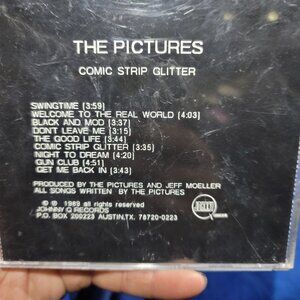 THE PICTURES
COMIC STRIP GLITTER
SWINGTIME [3:59]
WELCOME TO THE REAL WORLD [4:03]
BLACK AND MOD [3:37]
DON'T LEAVE ME [3:15]
THE GOOD LIFE [3:44]
COMIC STRIP GLITTER [3:35]
NIGHT TO DREAM [4:20]
GUN CLUB [4:51]
GET ME BACK IN [3:43]
PRODUCED BY THE PICTURES AND JEFF MOELLER
ALL SONGS WRITTEN BY THE PICTURES
© ℗ 1989 all rights reserved
JOHNNY Q RECORDS
P.O. BOX 200223 AUSTIN,TX. 78720-0223